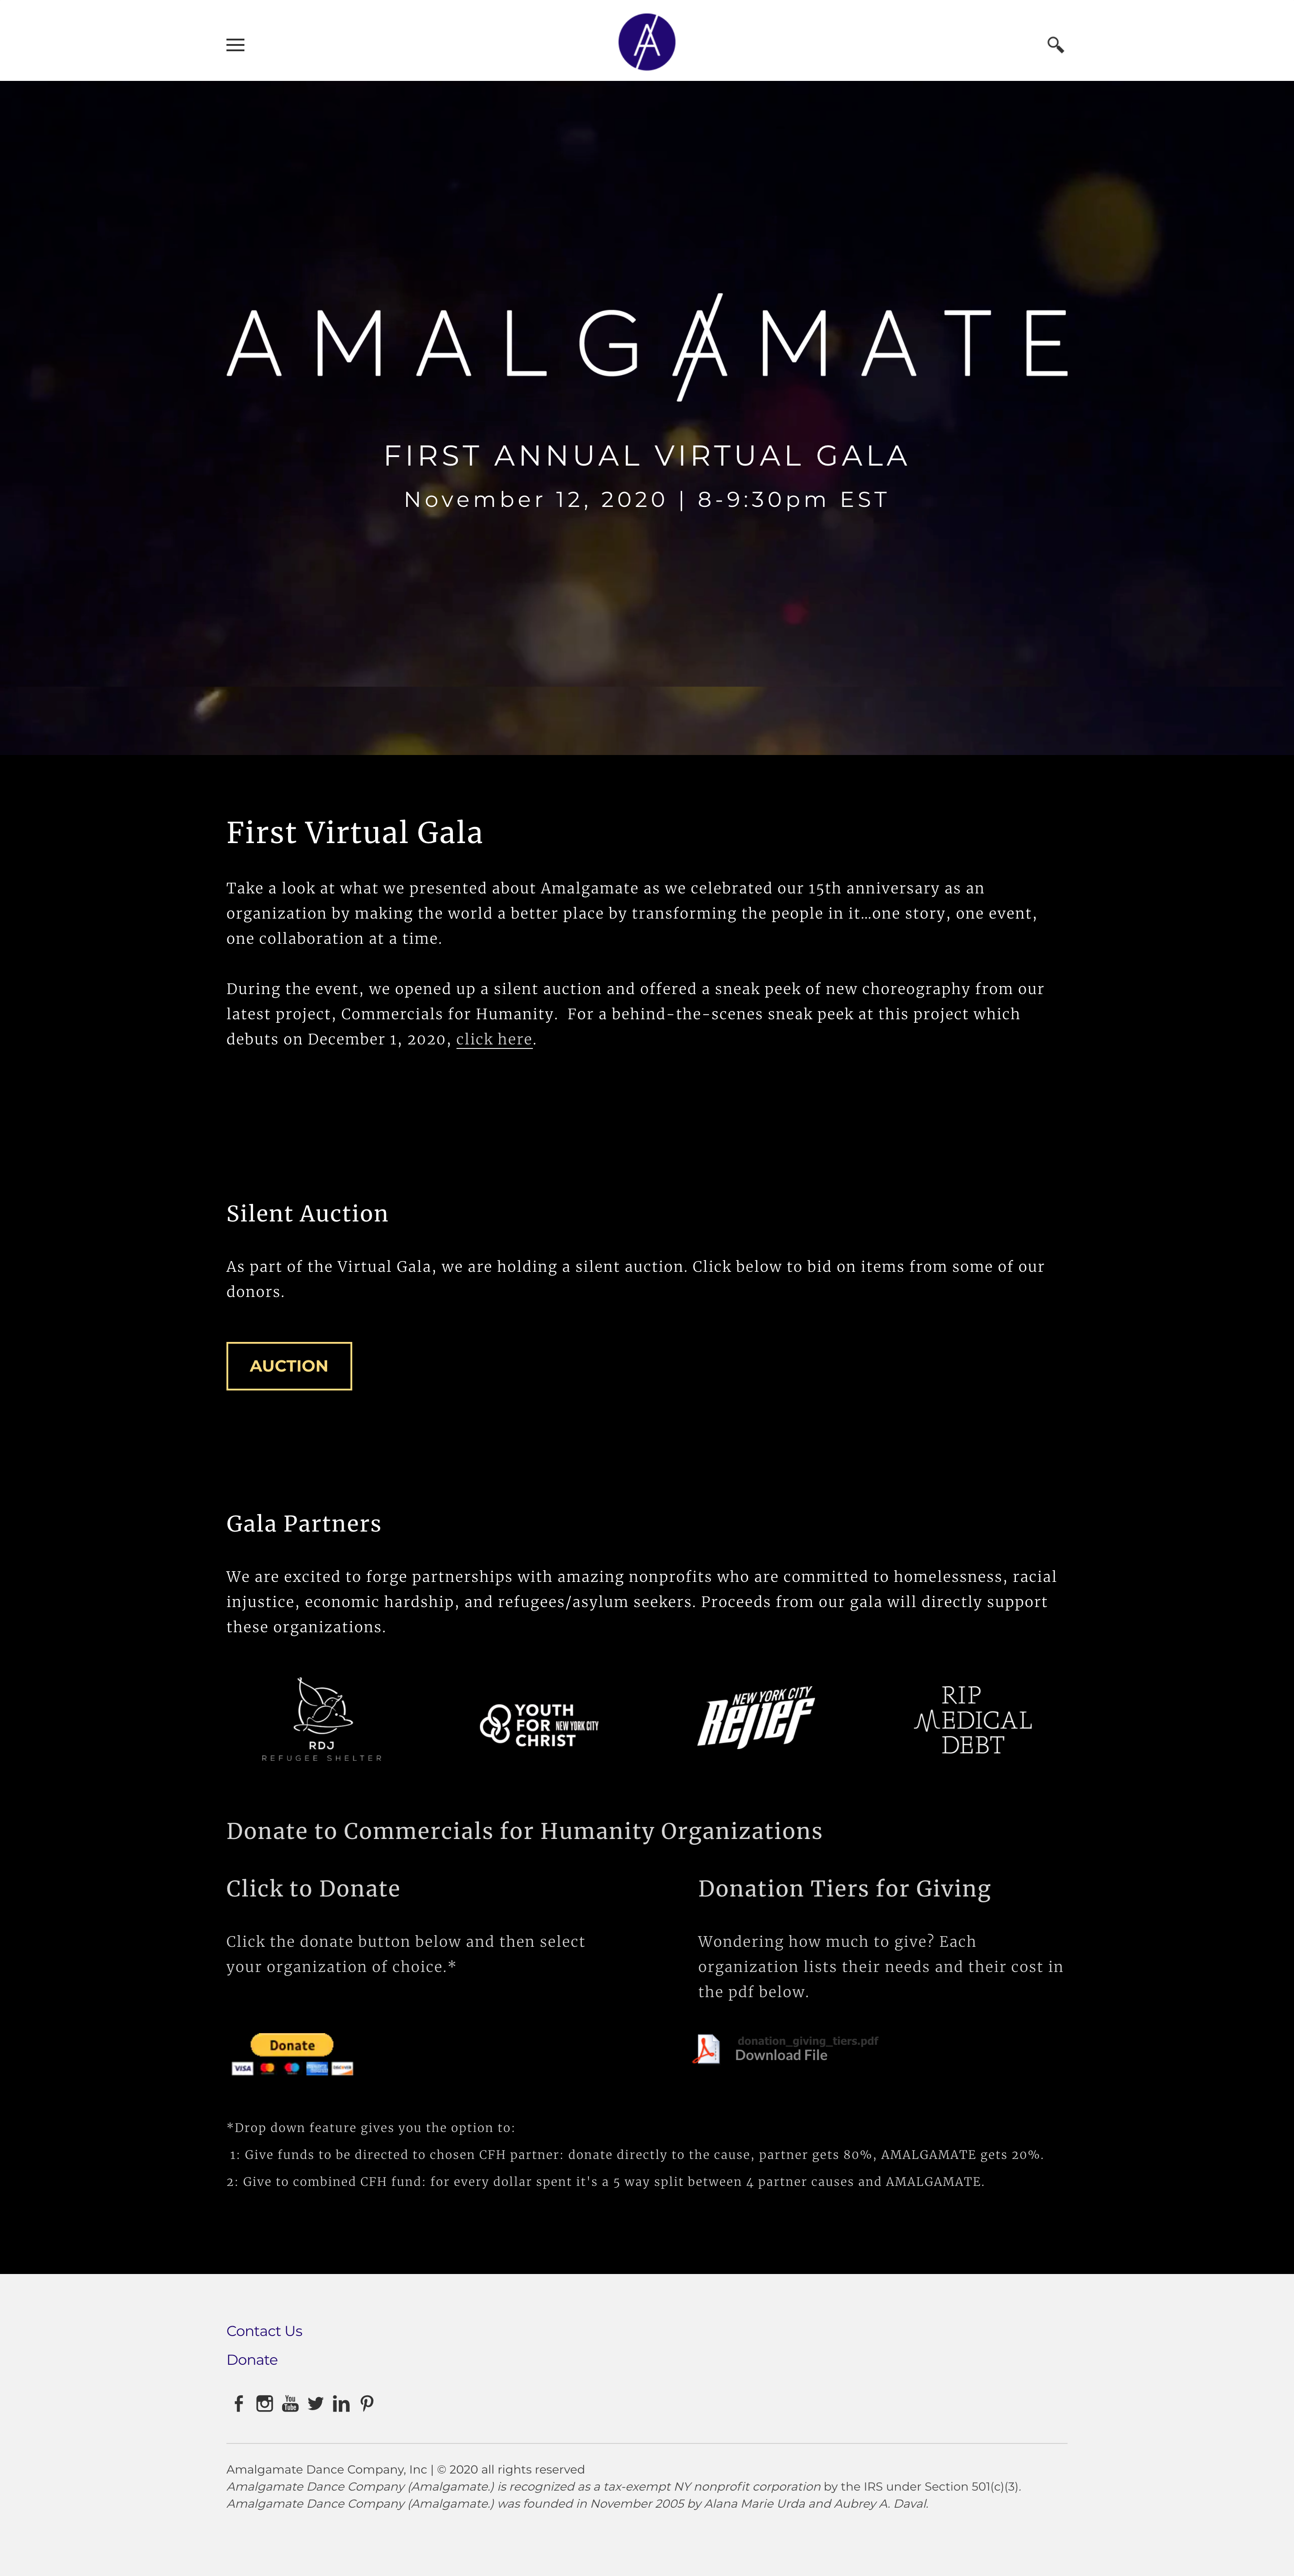 AMALGAMATE
FIRST ANNUAL VIRTUAL GALA
November 12, 2020 | 8-9:30pm EST
First Virtual Gala
Take a look at what we presented about Amalgamate as we celebrated our 15th anniversary as an
organization by making the world a better place by transforming the people in it...one story, one event,
one collaboration at a time.
During the event, we opened up a silent auction and offered a sneak peek of new choreography from our
latest project, Commercials for Humanity.  For a behind-the-scenes sneak peek at this project which
debuts on December 1, 2020, click here.
Silent Auction
As part of the Virtual Gala, we are holding a silent auction. Click below to bid on items from some of our
donors.
AUCTION
Gala Partners
We are excited to forge partnerships with amazing nonprofits who are committed to homelessness, racial
injustice, economic hardship, and refugees/asylum seekers. Proceeds from our gala will directly support
these organizations.
RDJ
REFUGEE SHELTER
YOUTH
FOR NEW YORK CITY
CHRIST
NEW YORK CITY
Relief
RIP
MEDICAL
DEBT
Donate to Commercials for Humanity Organizations
Click to Donate
Click the donate button below and then select
your organization of choice.*
Donate
VISA
Donation Tiers for Giving
Wondering how much to give? Each
organization lists their needs and their cost in
the pdf below.
donation_giving_tiers.pdf
Download File
*Drop down feature gives you the option to:
1: Give funds to be directed to chosen CFH partner: donate directly to the cause, partner gets 80%, AMALGAMATE gets 20%.
2: Give to combined CFH fund: for every dollar spent it's a 5 way split between 4 partner causes and AMALGAMATE.
Contact Us
Donate
You Tube in
Amalgamate Dance Company, Inc | © 2020 all rights reserved
Amalgamate Dance Company (Amalgamate.) is recognized as a tax-exempt NY nonprofit corporation by the IRS under Section 501(c)(3).
Amalgamate Dance Company (Amalgamate.) was founded in November 2005 by Alana Marie Urda and Aubrey A. Daval.